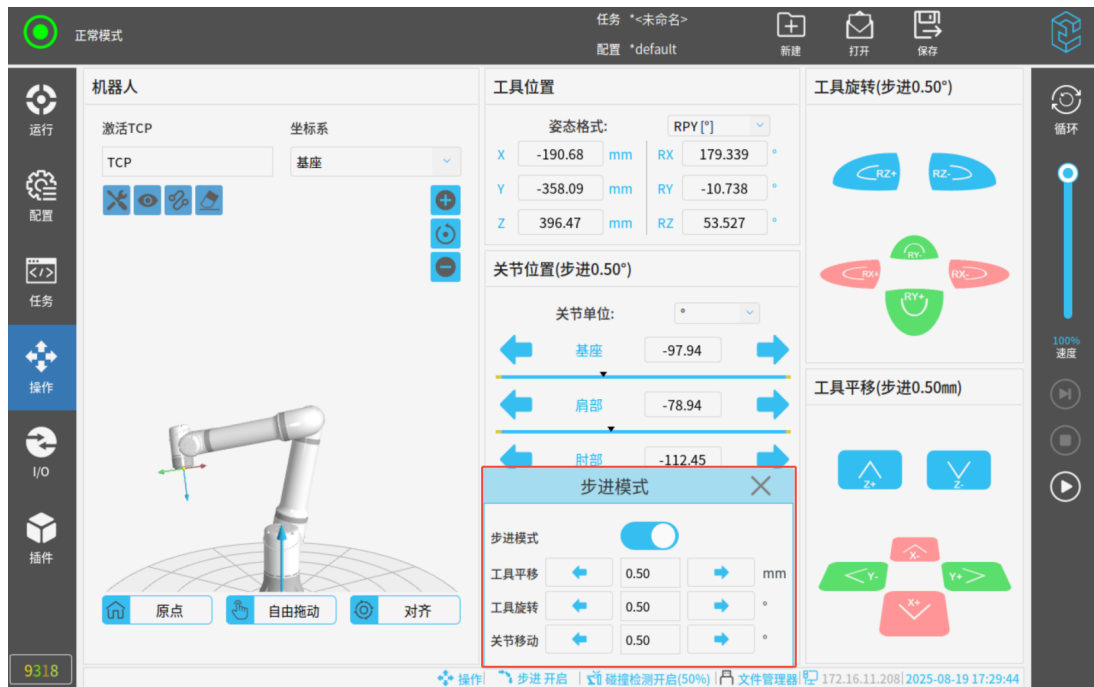 正常模式
任务 *<未命名>
配置 *default
新建
打开
保存
运行
配置
任务
操作
I/O
插件
9318
机器人
激活TCP
坐标系
TCP
基座
原点
自由拖动
对齐
工具位置
姿态格式: RPY [°]
X -190.68 mm RX 179.339 °
Y -358.09 mm RY -10.738 °
Z 396.47 mm RZ 53.527 °
关节位置(步进0.50°)
关节单位: °
基座 -97.94
肩部 -78.94
肘部 -112.45
步进模式
步进模式
工具平移 0.50 mm
工具旋转 0.50 °
关节移动 0.50 °
工具旋转(步进0.50°)
RZ+ RZ-
RY-
RX+ RX-
RY+
工具平移(步进0.50mm)
Z+ Z-
X-
Y- Y+
X+
循环
100%
速度
操作 步进 开启 碰撞检测开启(50%) 文件管理器 172.16.11.208 2025-08-19 17:29:44